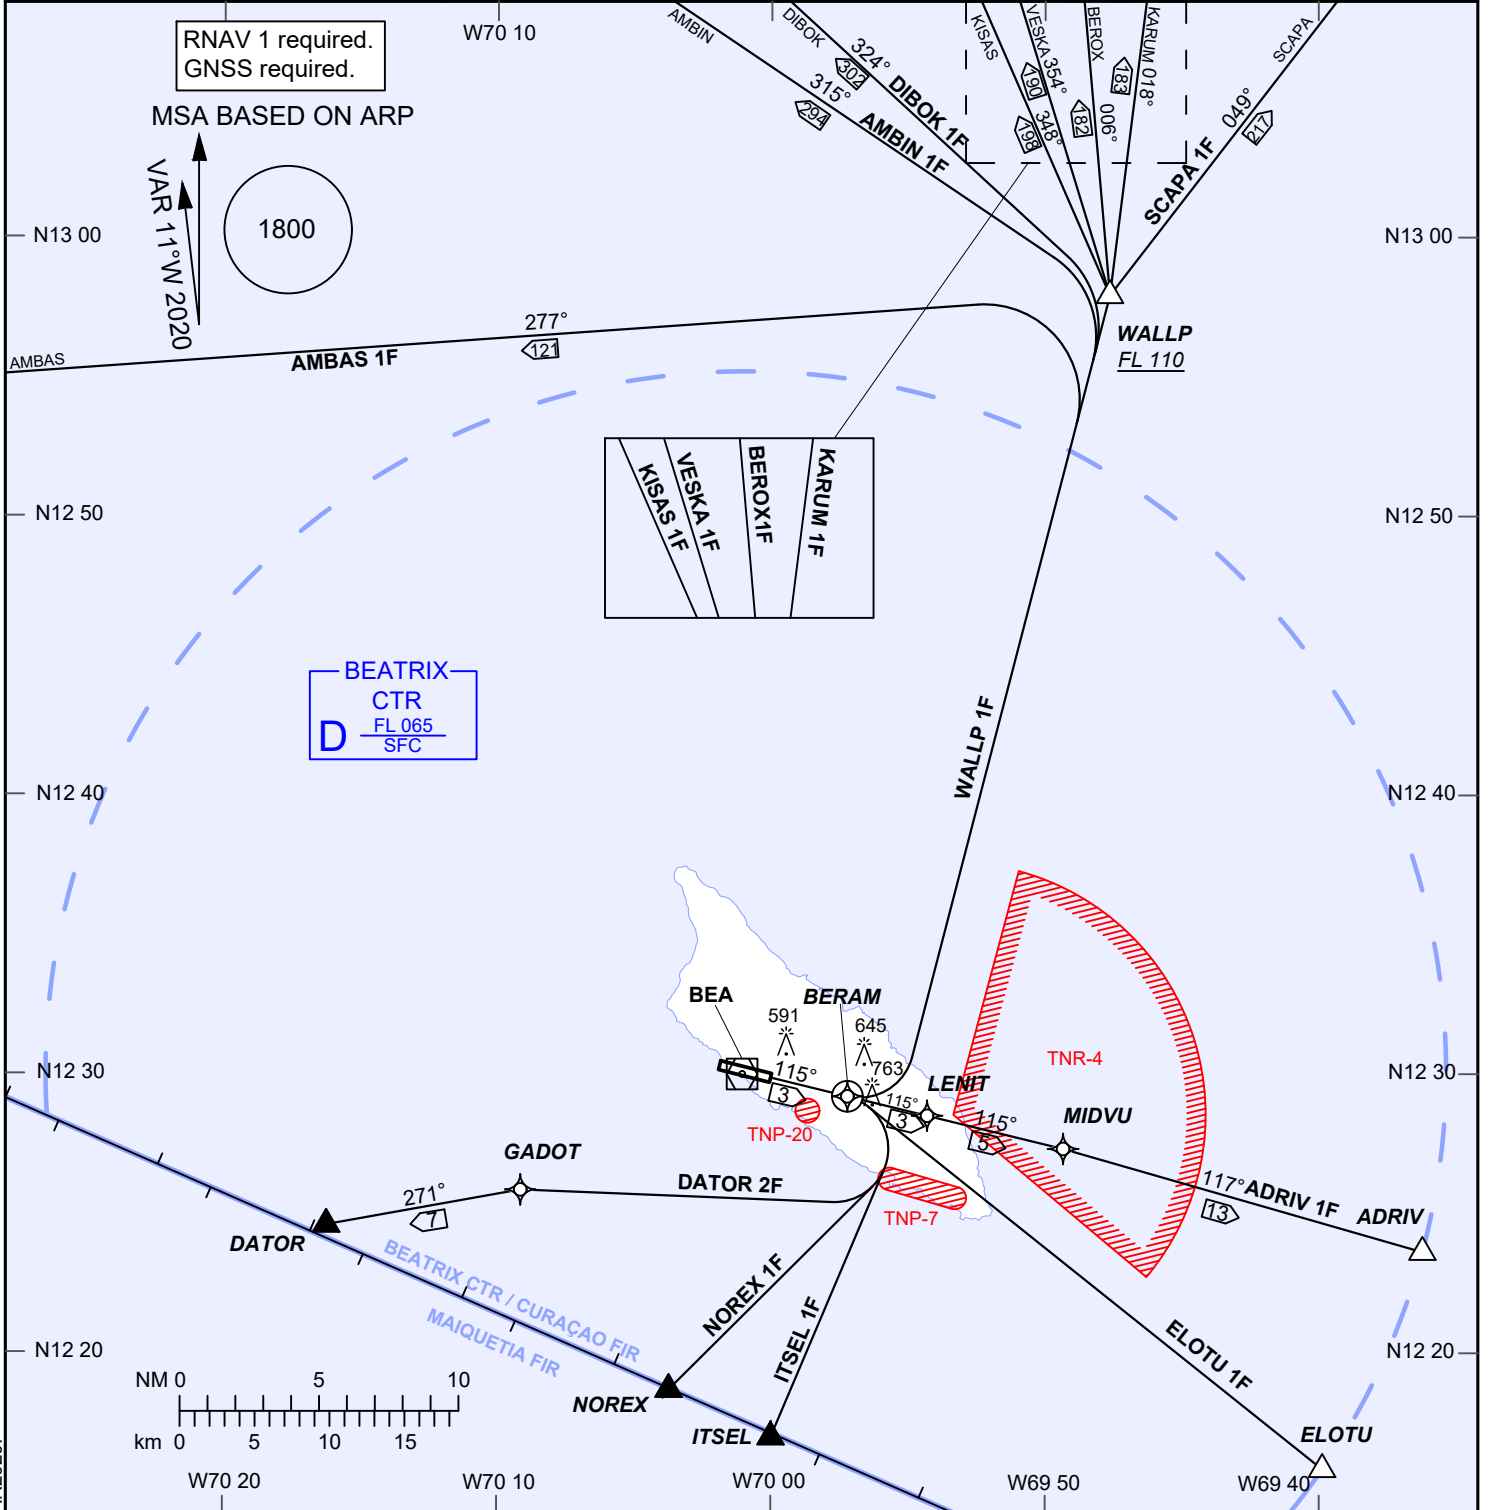 AMBIN
DIBOK
KISAS
VESKA 354°
BEROX
KARUM 018°
SCAPA
RNAV 1 required.
GNSS required.
W70 10
MSA BASED ON ARP
VAR 11°W 2020
1800
324°
302
DIBOK 1F
315°
294
AMBIN 1F
190
348°
198
182
006°
183
049°
217
SCAPA 1F
N13 00
N13 00
WALLP
FL 110
277°
121
AMBAS
AMBAS 1F
KISAS 1F
VESKA 1F
BEROX1F
KARUM 1F
N12 50
N12 50
BEATRIX
CTR
D
FL 065
SFC
WALLP 1F
N12 40
N12 40
BEA
BERAM
591
645
763
TNR-4
N12 30
N12 30
115°
3
115°
3
LENIT
115°
5
MIDVU
TNP-20
GADOT
271°
7
DATOR 2F
DATOR
TNP-7
117°
13
ADRIV 1F
ADRIV
BEATRIX CTR / CURAÇAO FIR
MAIQUETIA FIR
NOREX 1F
ITSEL 1F
ELOTU 1F
N12 20
N12 20
NM 0 5 10
km 0 5 10 15
NOREX
ITSEL
ELOTU
W70 20
W70 10
W70 00
W69 50
W69 40